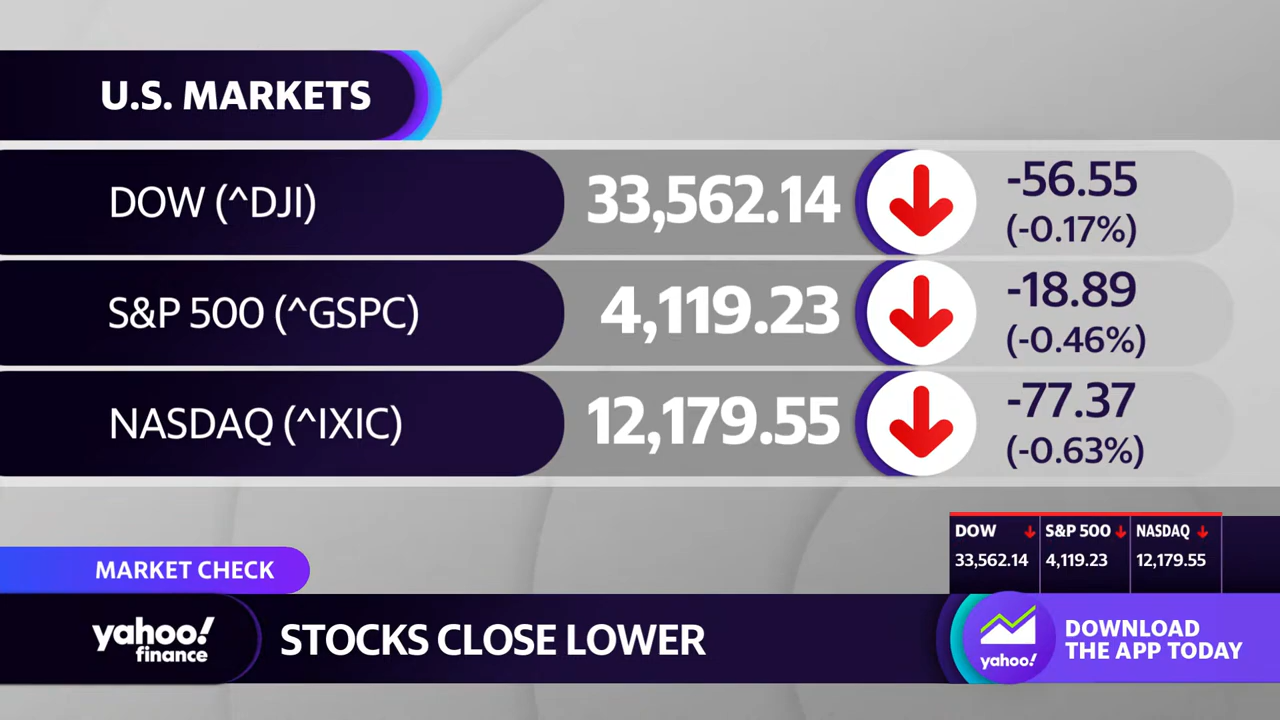 U.S. MARKETS
DOW (^DJI) 33,562.14 -56.55
(-0.17%)
S&P 500 (^GSPC) 4,119.23 -18.89
(-0.46%)
NASDAQ (^IXIC) 12,179.55 -77.37
(-0.63%)
DOW S&P 500 NASDAQ
33,562.14 4,119.23 12,179.55
MARKET CHECK
yahoo!
finance
STOCKS CLOSE LOWER
yahoo!
DOWNLOAD
THE APP TODAY